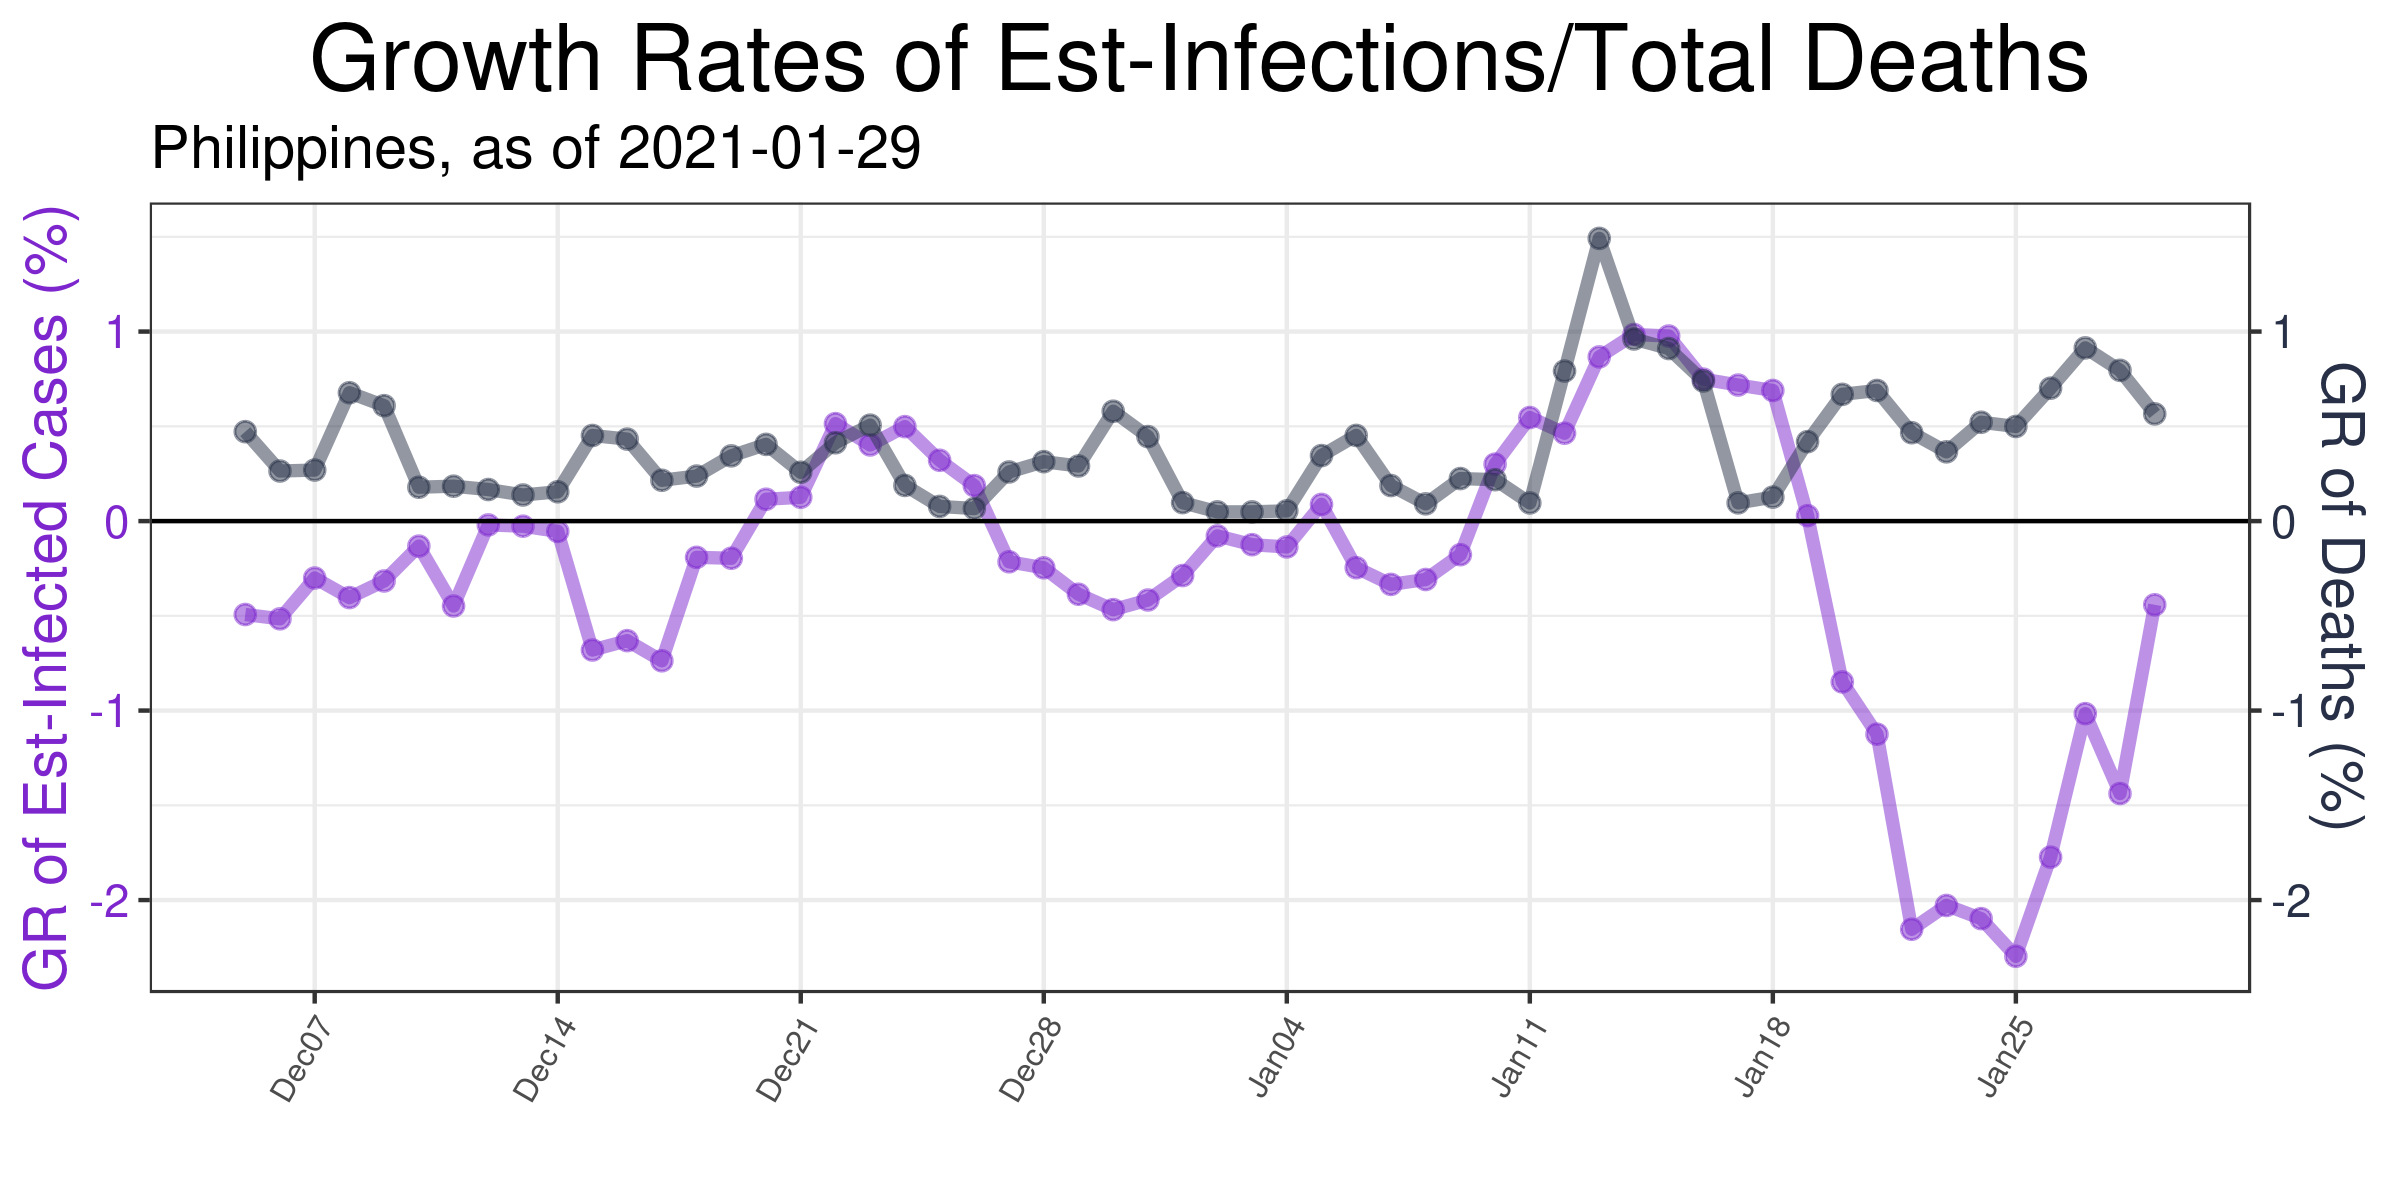 Growth Rates of Est-Infections/Total Deaths
Philippines, as of 2021-01-29
GR of Est-Infected Cases (%)
1
0
-1
-2
1
0
-1
-2
GR of Deaths (%)
Dec07
Dec14
Dec21
Dec28
Jan04
Jan11
Jan18
Jan25